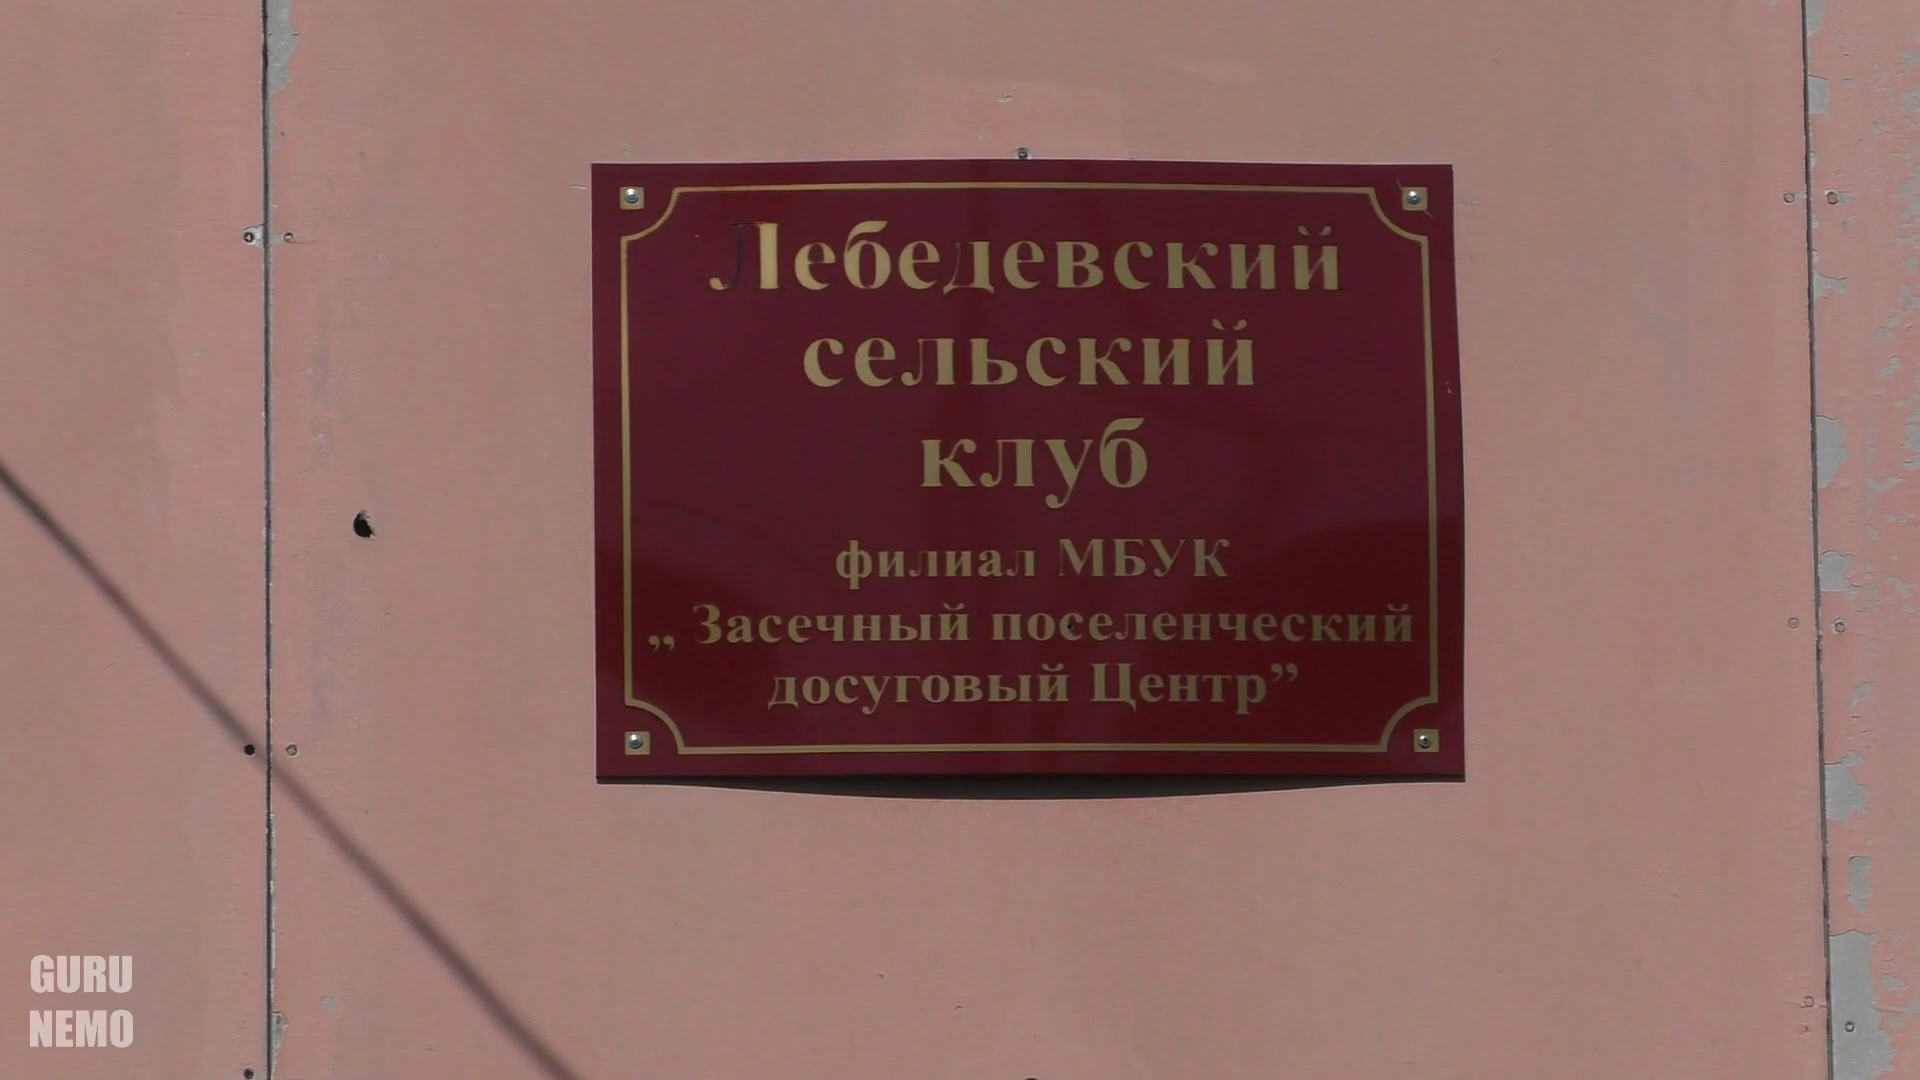 Лебедевский
сельский
клуб
филиал МБУК
„ Засечный поселенческий
досуговый Центр”
GURU
NEMO